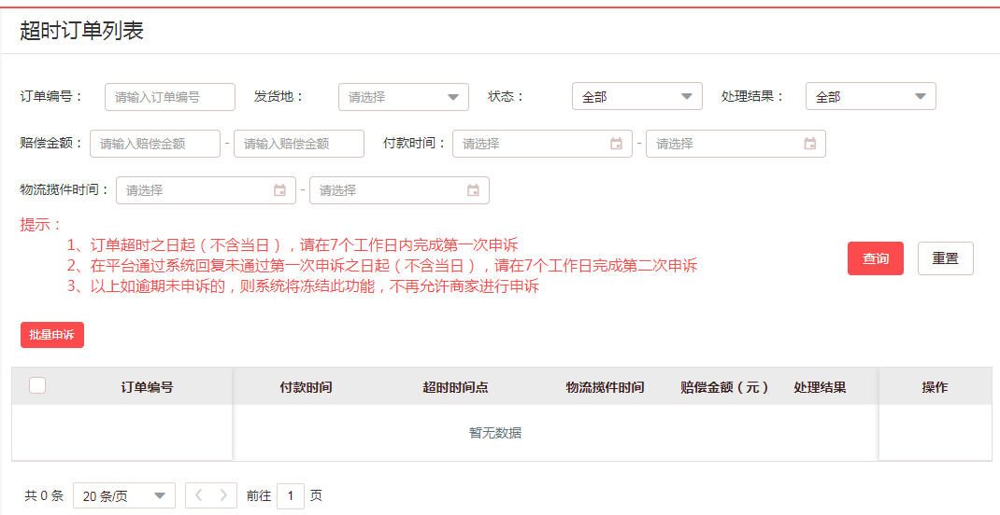 超时订单列表
订单编号： 请输入订单编号 发货地： 请选择 状态： 全部 处理结果： 全部
赔偿金额： 请输入赔偿金额 - 请输入赔偿金额 付款时间： 请选择 - 请选择
物流揽件时间： 请选择 - 请选择
提示：
1、订单超时之日起（不含当日），请在7个工作日内完成第一次申诉
2、在平台通过系统回复未通过第一次申诉之日起（不含当日），请在7个工作日完成第二次申诉
3、以上如逾期未申诉的，则系统将冻结此功能，不再允许商家进行申诉
查询 重置
批量申诉
订单编号 付款时间 超时时间点 物流揽件时间 赔偿金额（元） 处理结果 操作
暂无数据
共 0 条 20 条/页 前往 1 页